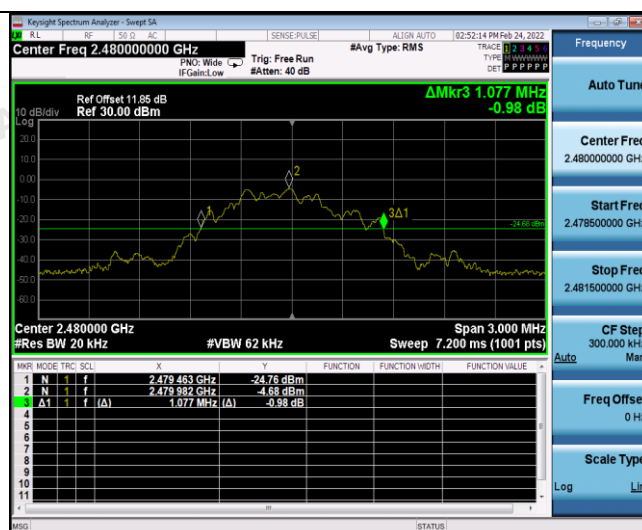 Keysight Spectrum Analyzer - Swept SA
RL RF 50 Ω AC SENSE:PULSE ALIGN AUTO 02:52:14 PM Feb 24, 2022
Center Freq 2.480000000 GHz
#Avg Type: RMS
TRACE 1 2 3 4 5 6
PNO: Wide Trig: Free Run
TYPE M W W W W W
IFGain:Low #Atten: 40 dB
DET P P P P P P
Frequency
ΔMkr3 1.077 MHz
Ref Offset 11.85 dB
-0.98 dB
10 dB/div Ref 30.00 dBm
Log
20.0
10.0
0.00
-10.0
-20.0
-30.0
-40.0
-50.0
-60.0
1
2
3Δ1
-24.68 dBm
Center 2.480000 GHz Span 3.000 MHz
#Res BW 20 kHz #VBW 62 kHz Sweep 7.200 ms (1001 pts)
MKR MODE TRC SCL X Y FUNCTION FUNCTION WIDTH FUNCTION VALUE
1 N 1 f 2.479 463 GHz -24.76 dBm
2 N 1 f 2.479 982 GHz -4.68 dBm
3 Δ1 1 f (Δ) 1.077 MHz (Δ) -0.98 dB
4
5
6
7
8
9
10
11
MSG STATUS
Auto Tune
Center Freq
2.480000000 GHz
Start Freq
2.478500000 GHz
Stop Freq
2.481500000 GHz
CF Step
300.000 kHz
Auto Man
Freq Offset
0 Hz
Scale Type
Log Lin